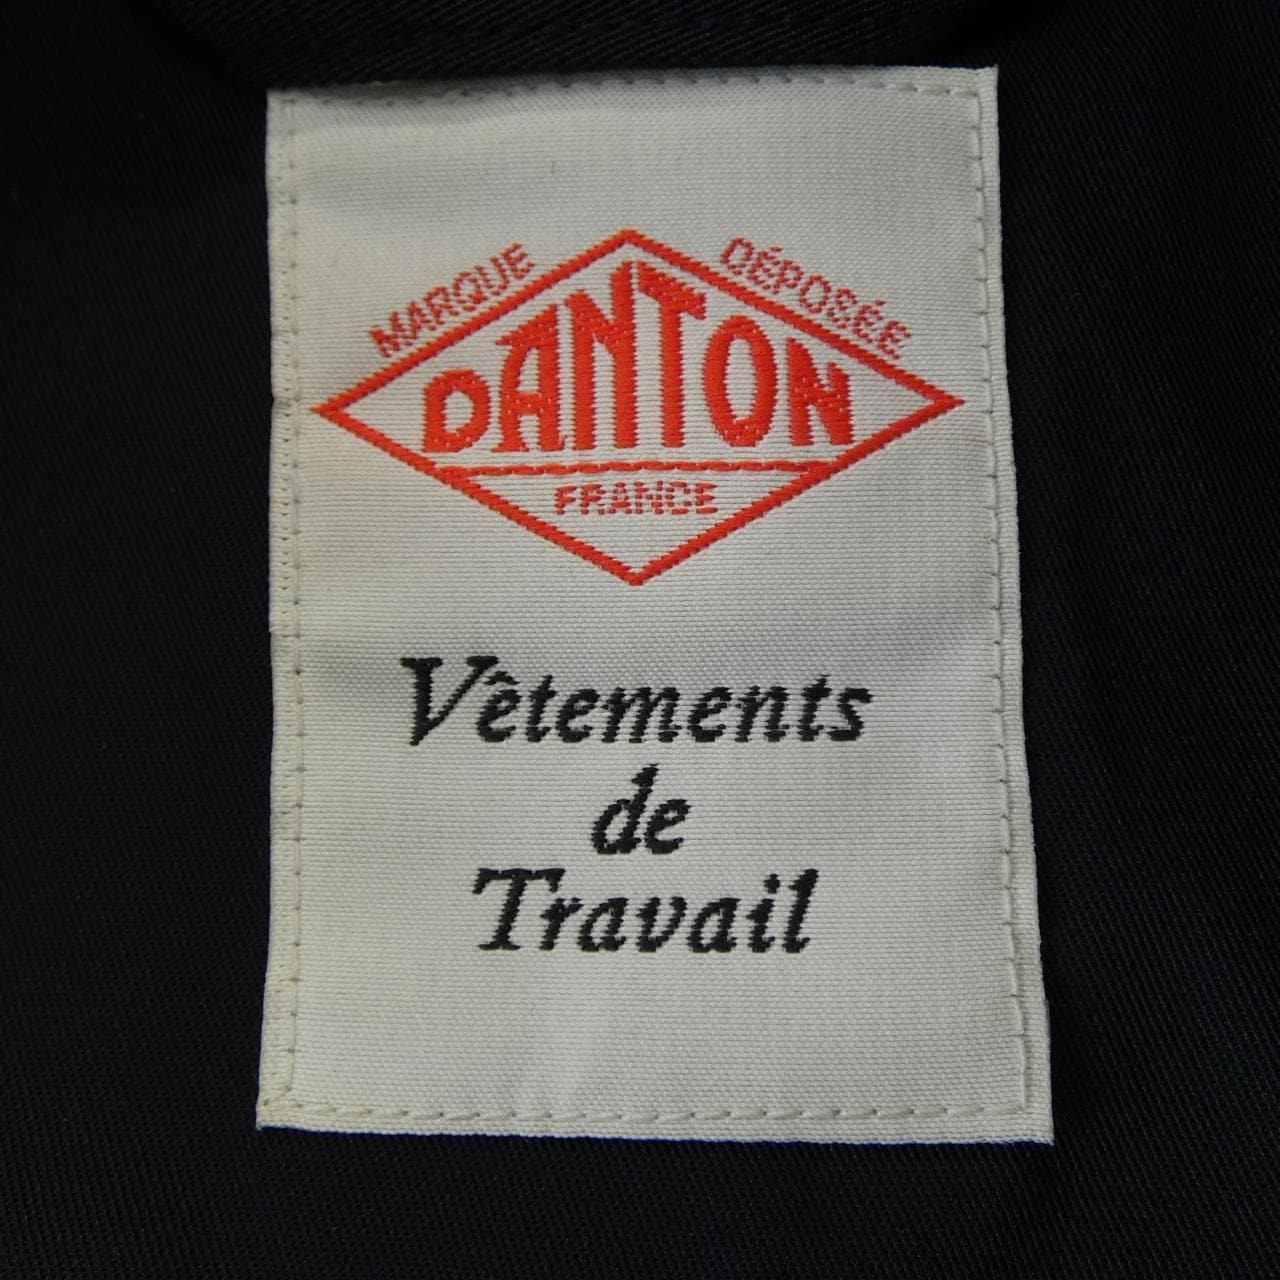 MARQUE DÉPOSÉE
DANTON
FRANCE
Vêtements
de
Travail